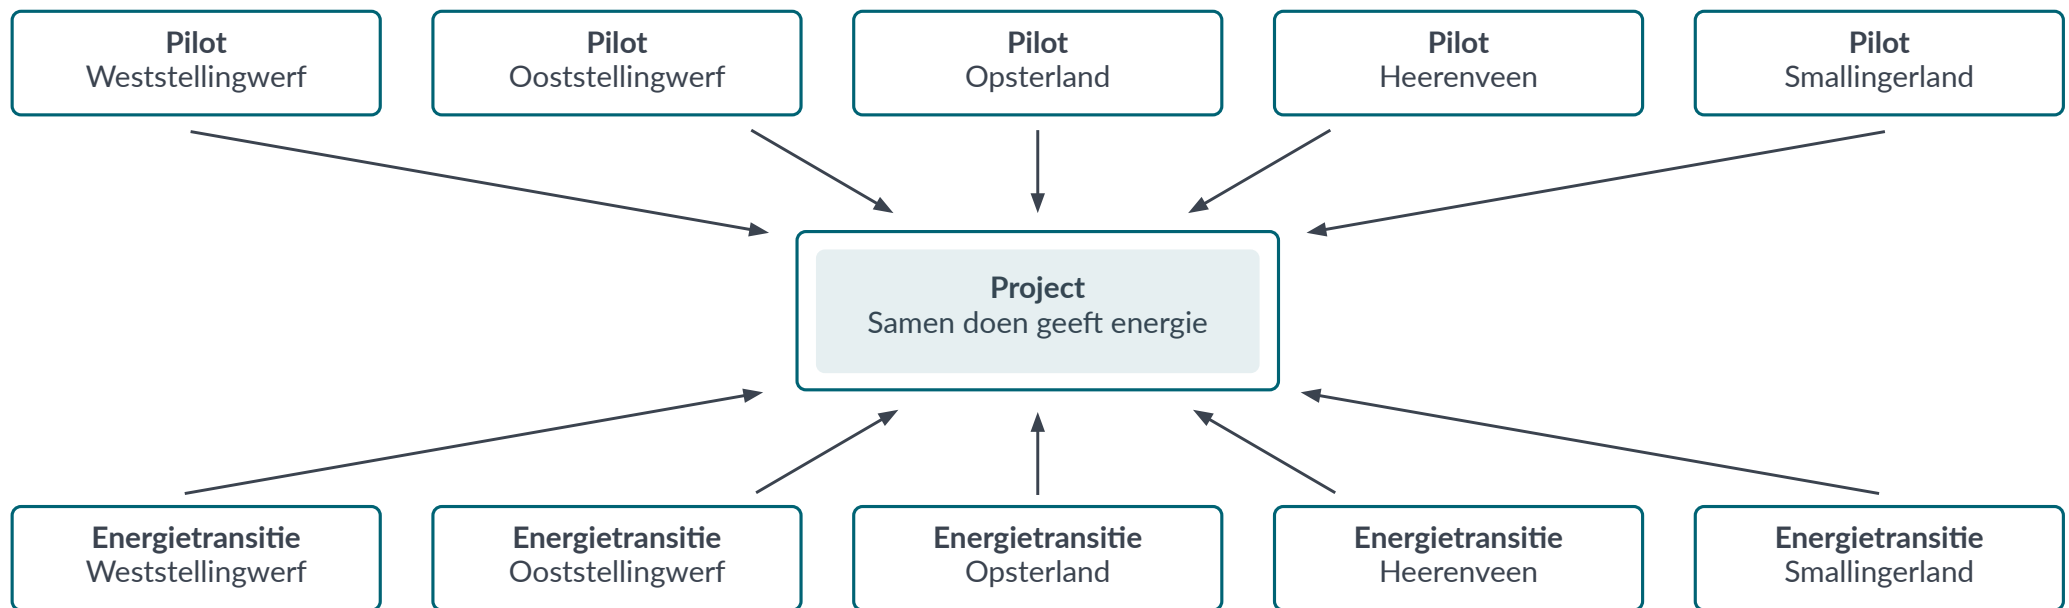 Pilot
Weststellingwerf
Pilot
Ooststellingwerf
Pilot
Opsterland
Pilot
Heerenveen
Pilot
Smallingerland
Project
Samen doen geeft energie
Energietransitie
Weststellingwerf
Energietransitie
Ooststellingwerf
Energietransitie
Opsterland
Energietransitie
Heerenveen
Energietransitie
Smallingerland